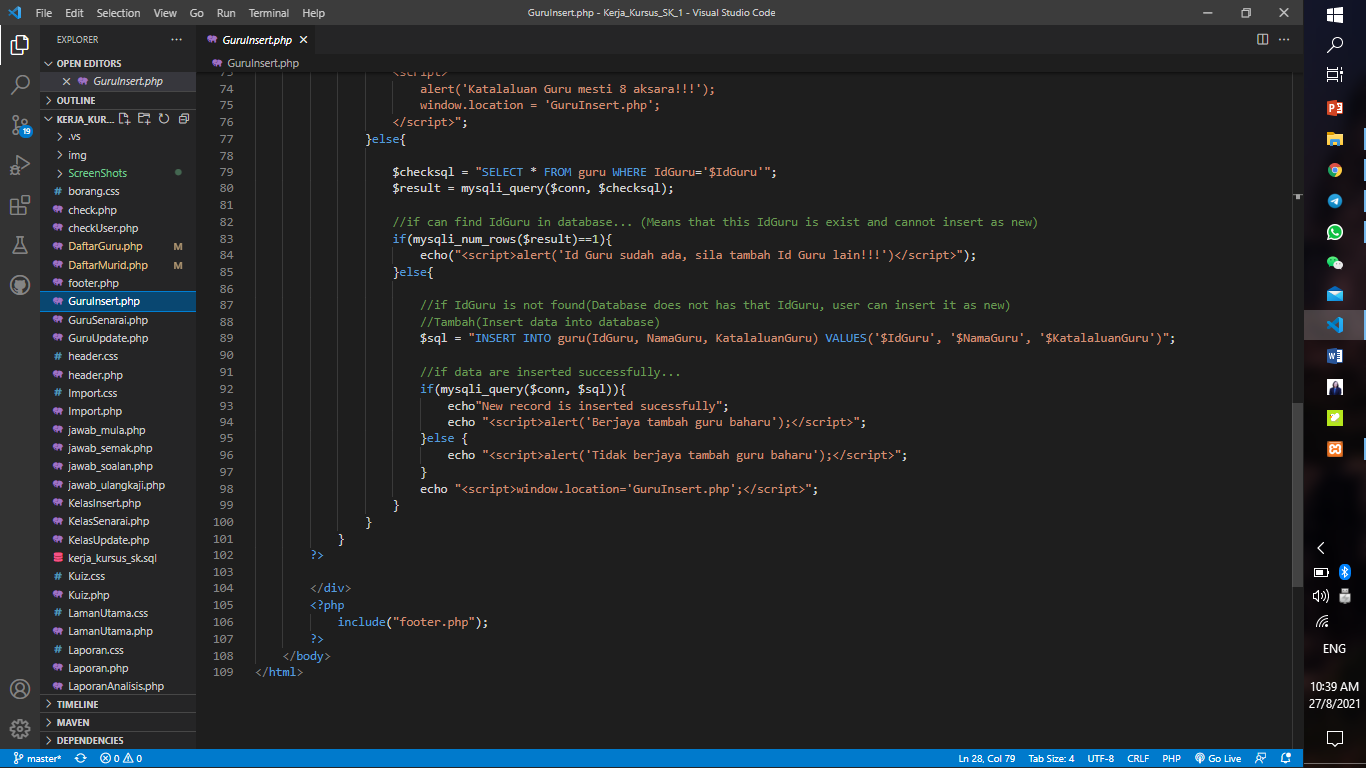 File Edit Selection View Go Run Terminal Help
GuruInsert.php - Kerja_Kursus_SK_1 - Visual Studio Code
EXPLORER
OPEN EDITORS
GuruInsert.php
OUTLINE
KERJA_KUR...
.vs
img
ScreenShots
borang.css
check.php
checkUser.php
DaftarGuru.php M
DaftarMurid.php M
footer.php
GuruInsert.php
GuruSenarai.php
GuruUpdate.php
header.css
header.php
Import.css
Import.php
jawab_mula.php
jawab_semak.php
jawab_soalan.php
jawab_ulangkaji.php
KelasInsert.php
KelasSenarai.php
KelasUpdate.php
kerja_kursus_sk.sql
Kuiz.css
Kuiz.php
LamanUtama.css
LamanUtama.php
Laporan.css
Laporan.php
LaporanAnalisis.php
TIMELINE
MAVEN
DEPENDENCIES
19
GuruInsert.php
GuruInsert.php
73 <script>
74 alert('Katalaluan Guru mesti 8 aksara!!!');
75 window.location = 'GuruInsert.php';
76 </script>";
77 }else{
78
79 $checksql = "SELECT * FROM guru WHERE IdGuru='$IdGuru'";
80 $result = mysqli_query($conn, $checksql);
81
82 //if can find IdGuru in database... (Means that this IdGuru is exist and cannot insert as new)
83 if(mysqli_num_rows($result)==1){
84 echo("<script>alert('Id Guru sudah ada, sila tambah Id Guru lain!!!')</script>");
85 }else{
86
87 //if IdGuru is not found(Database does not has that IdGuru, user can insert it as new)
88 //Tambah(Insert data into database)
89 $sql = "INSERT INTO guru(IdGuru, NamaGuru, KatalaluanGuru) VALUES('$IdGuru', '$NamaGuru', '$KatalaluanGuru')";
90
91 //if data are inserted successfully...
92 if(mysqli_query($conn, $sql)){
93 echo"New record is inserted sucessfully";
94 echo "<script>alert('Berjaya tambah guru baharu');</script>";
95 }else {
96 echo "<script>alert('Tidak berjaya tambah guru baharu');</script>";
97 }
98 echo "<script>window.location='GuruInsert.php';</script>";
99 }
100 }
101 }
102 ?>
103
104 </div>
105 <?php
106 include("footer.php");
107 ?>
108 </body>
109 </html>
master* 0 0
Ln 28, Col 79 Tab Size: 4 UTF-8 CRLF PHP Go Live
ENG
10:39 AM
27/8/2021